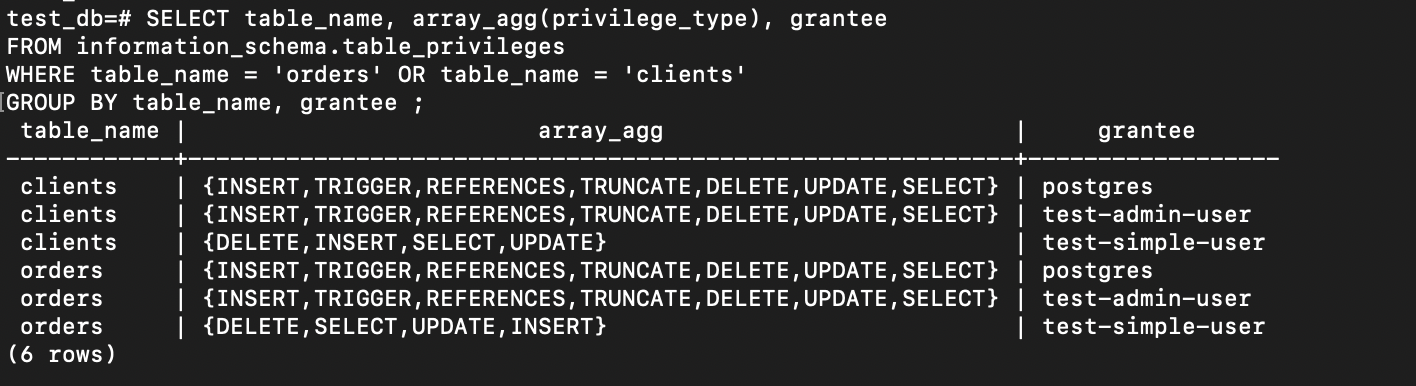 test_db=# SELECT table_name, array_agg(privilege_type), grantee
FROM information_schema.table_privileges
WHERE table_name = 'orders' OR table_name = 'clients'
GROUP BY table_name, grantee ;
 table_name |                         array_agg                         |     grantee
------------+-----------------------------------------------------------+------------------
 clients    | {INSERT,TRIGGER,REFERENCES,TRUNCATE,DELETE,UPDATE,SELECT} | postgres
 clients    | {INSERT,TRIGGER,REFERENCES,TRUNCATE,DELETE,UPDATE,SELECT} | test-admin-user
 clients    | {DELETE,INSERT,SELECT,UPDATE}                             | test-simple-user
 orders     | {INSERT,TRIGGER,REFERENCES,TRUNCATE,DELETE,UPDATE,SELECT} | postgres
 orders     | {INSERT,TRIGGER,REFERENCES,TRUNCATE,DELETE,UPDATE,SELECT} | test-admin-user
 orders     | {DELETE,SELECT,UPDATE,INSERT}                             | test-simple-user
(6 rows)